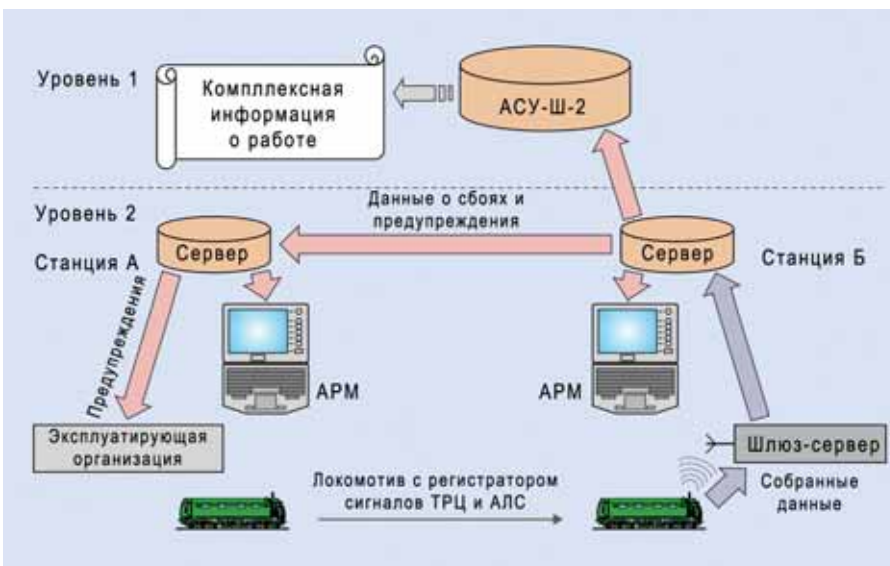 Уровень 1
Компллексная
информация
о работе
АСУ-Ш-2
Данные о сбоях и
предупреждения
Уровень 2
Станция А
Сервер
Сервер
Станция Б
Предупреждения
АРМ
АРМ
Эксплуатирующая
организация
Шлюз-сервер
Локомотив с регистратором
сигналов ТРЦ и АЛС
Собранные
данные